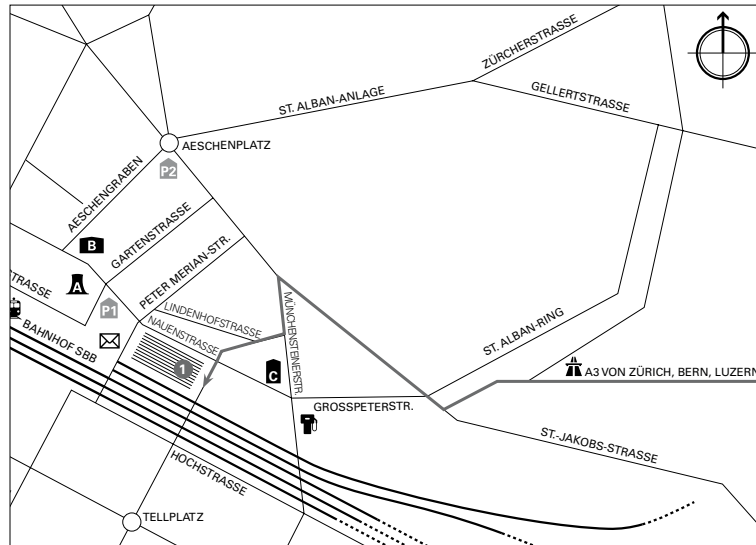 ZÜRCHERSTRASSE
GELLERTSTRASSE
ST. ALBAN-ANLAGE
AESCHENPLATZ
P2
AESCHENGRABEN
B
GARTENSTRASSE
PETER MERIAN-STR.
A
P1
LINDENHOFSTRASSE
NAUENSTRASSE
MÜNCHENSTEINERSTR.
STRASSE
BAHNHOF SBB
1
C
ST. ALBAN-RING
A3 VON ZÜRICH, BERN, LUZERN
GROSSPETERSTR.
ST.-JAKOBS-STRASSE
HOCHSTRASSE
TELLPLATZ